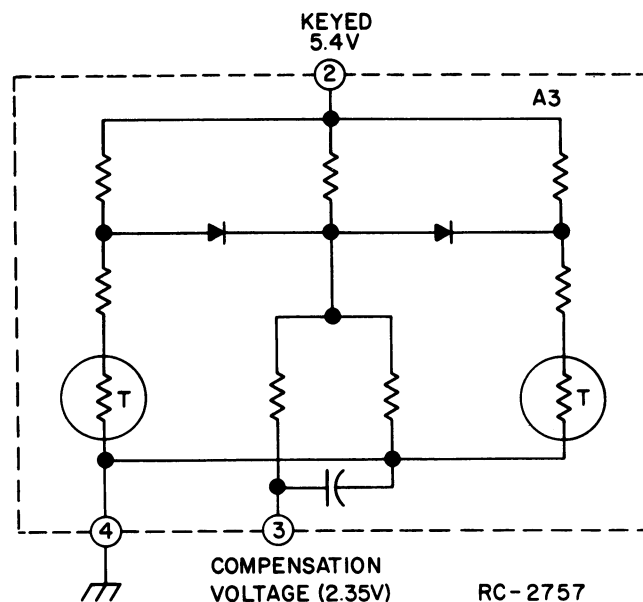 KEYED
5.4V
2
A3
T
T
4
3
COMPENSATION
VOLTAGE (2.35V)
RC-2757